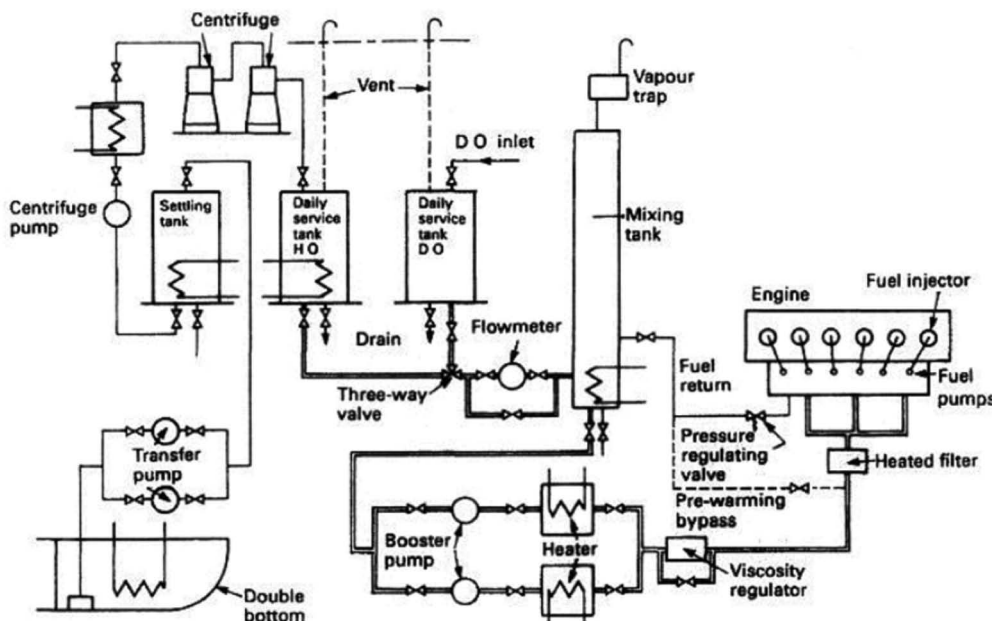 Centrifuge
Vent
Vapour
trap
D O inlet
Centrifuge
pump
Settling
tank
Daily
service
tank
H O
Daily
service
tank
D O
Mixing
tank
Engine
Fuel injector
Drain
Flowmeter
Three-way
valve
Fuel
return
Fuel
pumps
Pressure
regulating
valve
Heated filter
Transfer
pump
Pre-warming
bypass
Booster
pump
Heater
Viscosity
regulator
Double
bottom